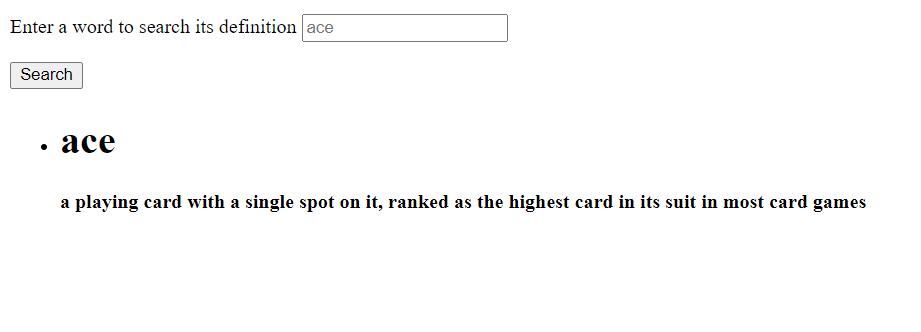 Enter a word to search its definition ace
Search
ace
a playing card with a single spot on it, ranked as the highest card in its suit in most card games